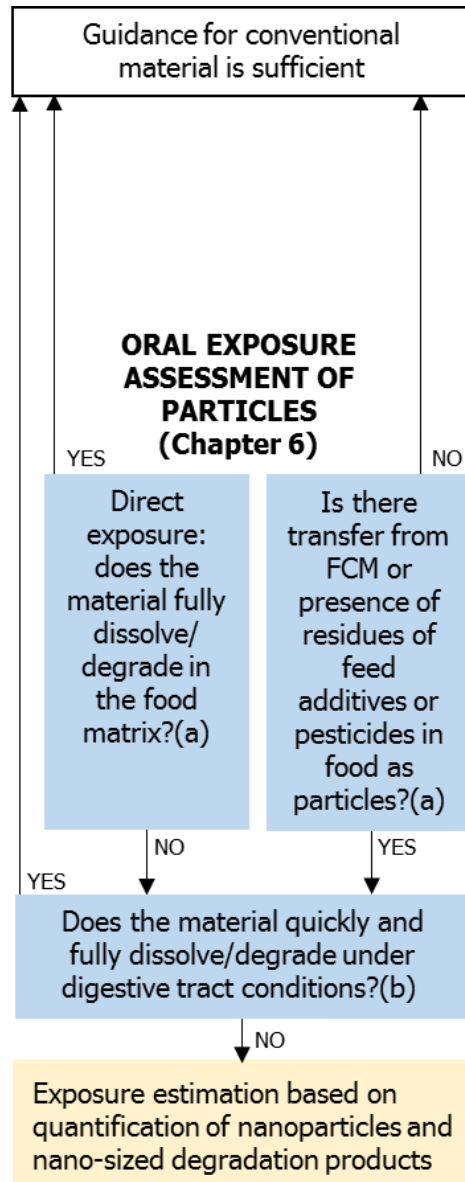 Guidance for conventional
material is sufficient
ORAL EXPOSURE
ASSESSMENT OF
PARTICLES
(Chapter 6)
YES
NO
Direct
exposure:
does the
material fully
dissolve/
degrade in
the food
matrix?(a)
Is there
transfer from
FCM or
presence of
residues of
feed
additives or
pesticides in
food as
particles?(a)
NO
YES
YES
Does the material quickly and
fully dissolve/degrade under
digestive tract conditions?(b)
NO
Exposure estimation based on
quantification of nanoparticles and
nano-sized degradation products